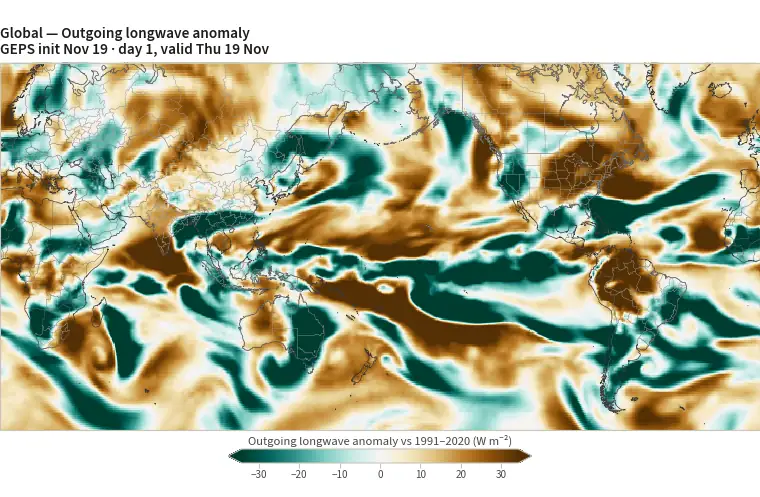 Global — Outgoing longwave anomaly
GEPS init Nov 19 · day 1, valid Thu 19 Nov
Outgoing longwave anomaly vs 1991–2020 (W m⁻²)
−30 −20 −10 0 10 20 30